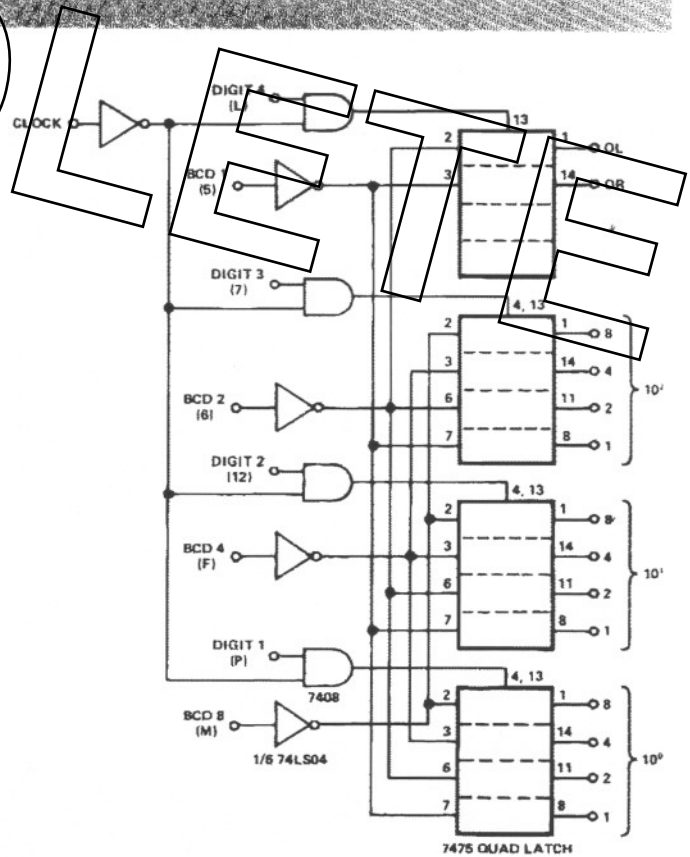 LETE
DIGIT 4
(L)
CLOCK
13
2
1
OL
BCD 1
(5)
3
14
OR
DIGIT 3
(7)
4, 13
2
1
8
3
14
4
BCD 2
(6)
6
11
2
7
8
1
DIGIT 2
(12)
4, 13
2
1
8
BCD 4
(F)
3
14
4
10¹
6
11
2
7
8
1
DIGIT 1
(P)
4, 13
7408
2
1
8
BCD 8
(M)
3
14
4
1/6 74LS04
10⁰
6
11
2
7
8
1
7475 QUAD LATCH